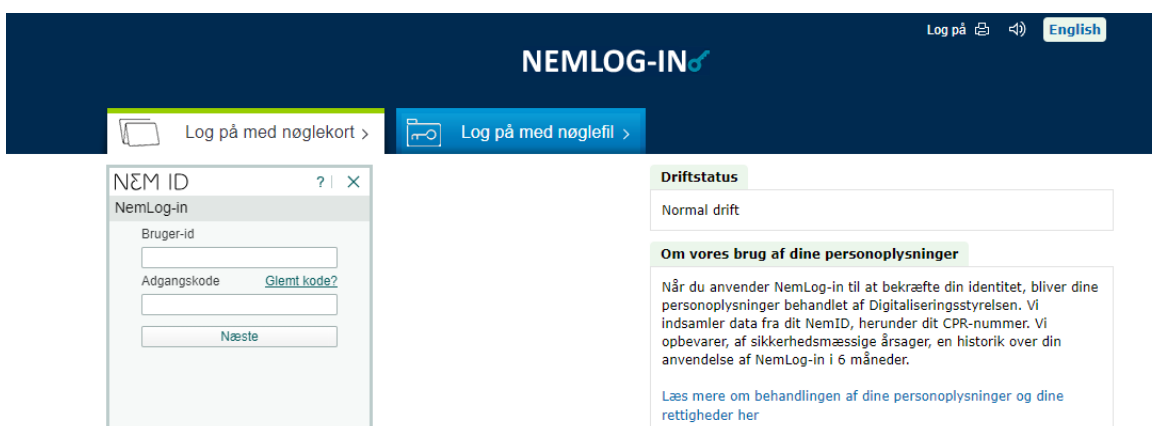 Log på English
NEMLOG-IN
Log på med nøglekort >
Log på med nøglefil >
NEM ID ? | X
NemLog-in
Bruger-id
Adgangskode Glemt kode?
Næste
Driftstatus
Normal drift
Om vores brug af dine personoplysninger
Når du anvender NemLog-in til at bekræfte din identitet, bliver dine
personoplysninger behandlet af Digitaliseringsstyrelsen. Vi
indsamler data fra dit NemID, herunder dit CPR-nummer. Vi
opbevarer, af sikkerhedsmæssige årsager, en historik over din
anvendelse af NemLog-in i 6 måneder.
Læs mere om behandlingen af dine personoplysninger og dine
rettigheder her